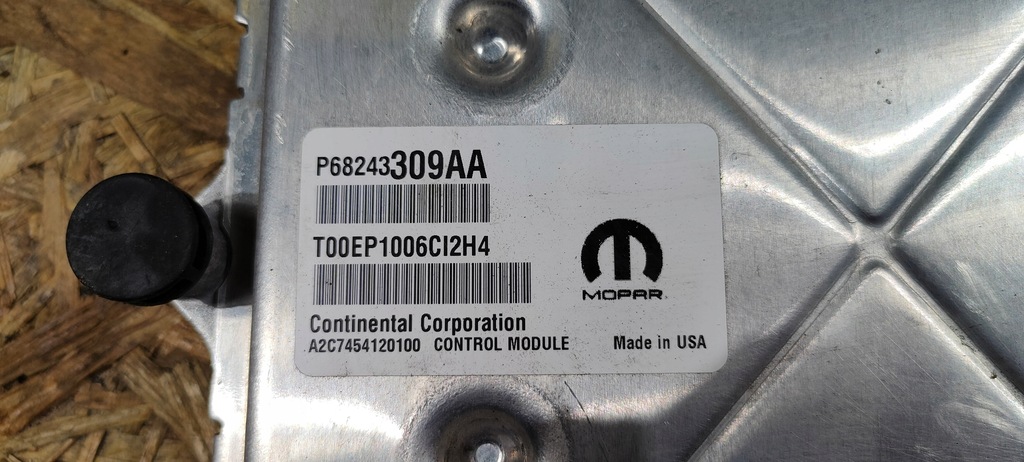 P68243309AA
T00EP1006CI2H4
MOPAR
Continental Corporation
A2C7454120100 CONTROL MODULE Made in USA